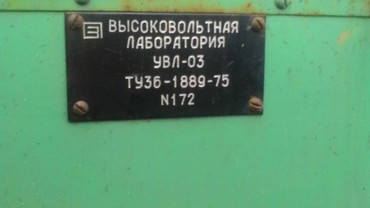 ВЫСОКОВОЛЬТНАЯ
ЛАБОРАТОРИЯ
УВЛ-03
ТУ36-1889-75
N172